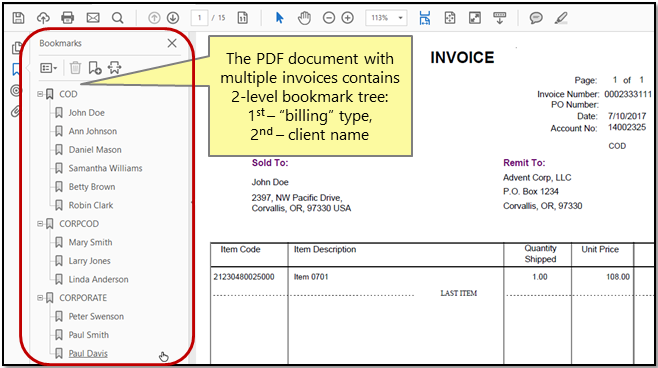 1 / 15
113%
Bookmarks
COD
John Doe
Ann Johnson
Daniel Mason
Samantha Williams
Betty Brown
Robin Clark
CORPCOD
Mary Smith
Larry Jones
Linda Anderson
CORPORATE
Peter Swenson
Paul Smith
Paul Davis
The PDF document with
multiple invoices contains
2-level bookmark tree:
1st – “billing” type,
2nd – client name
INVOICE
Page: 1 of 1
Invoice Number: 0002333111
PO Number:
Date: 7/10/2017
Account No: 14002325
COD
Sold To:
John Doe
2397, NW Pacific Drive,
Corvallis, OR, 97330 USA
Remit To:
Advent Corp, LLC
P.O. Box 1234
Corvallis, OR, 97330
Item Code Item Description Quantity Shipped Unit Price
21230480025000 Item 0701 1.00 108.00
LAST ITEM